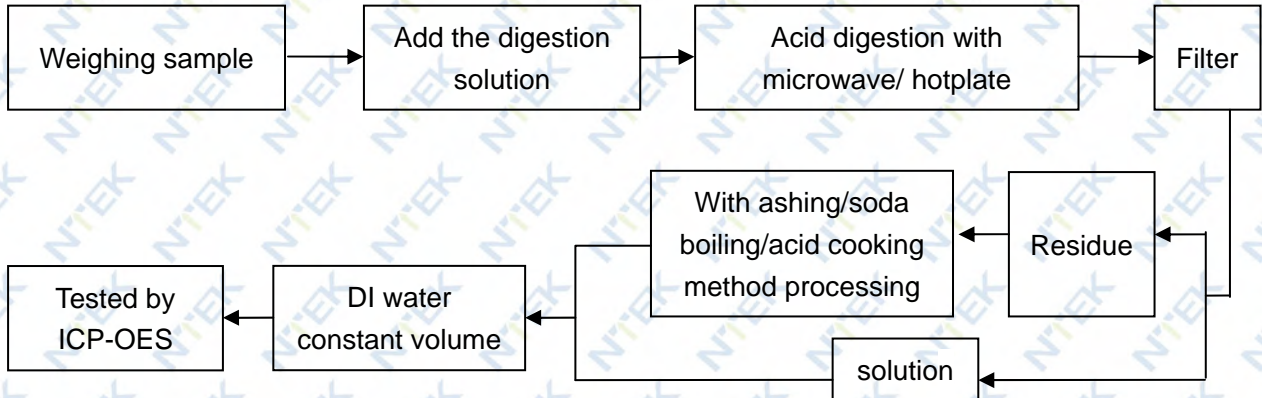 Weighing sample
Add the digestion
solution
Acid digestion with
microwave/ hotplate
Filter
With ashing/soda
boiling/acid cooking
method processing
Residue
Tested by
ICP-OES
DI water
constant volume
solution
NTEK